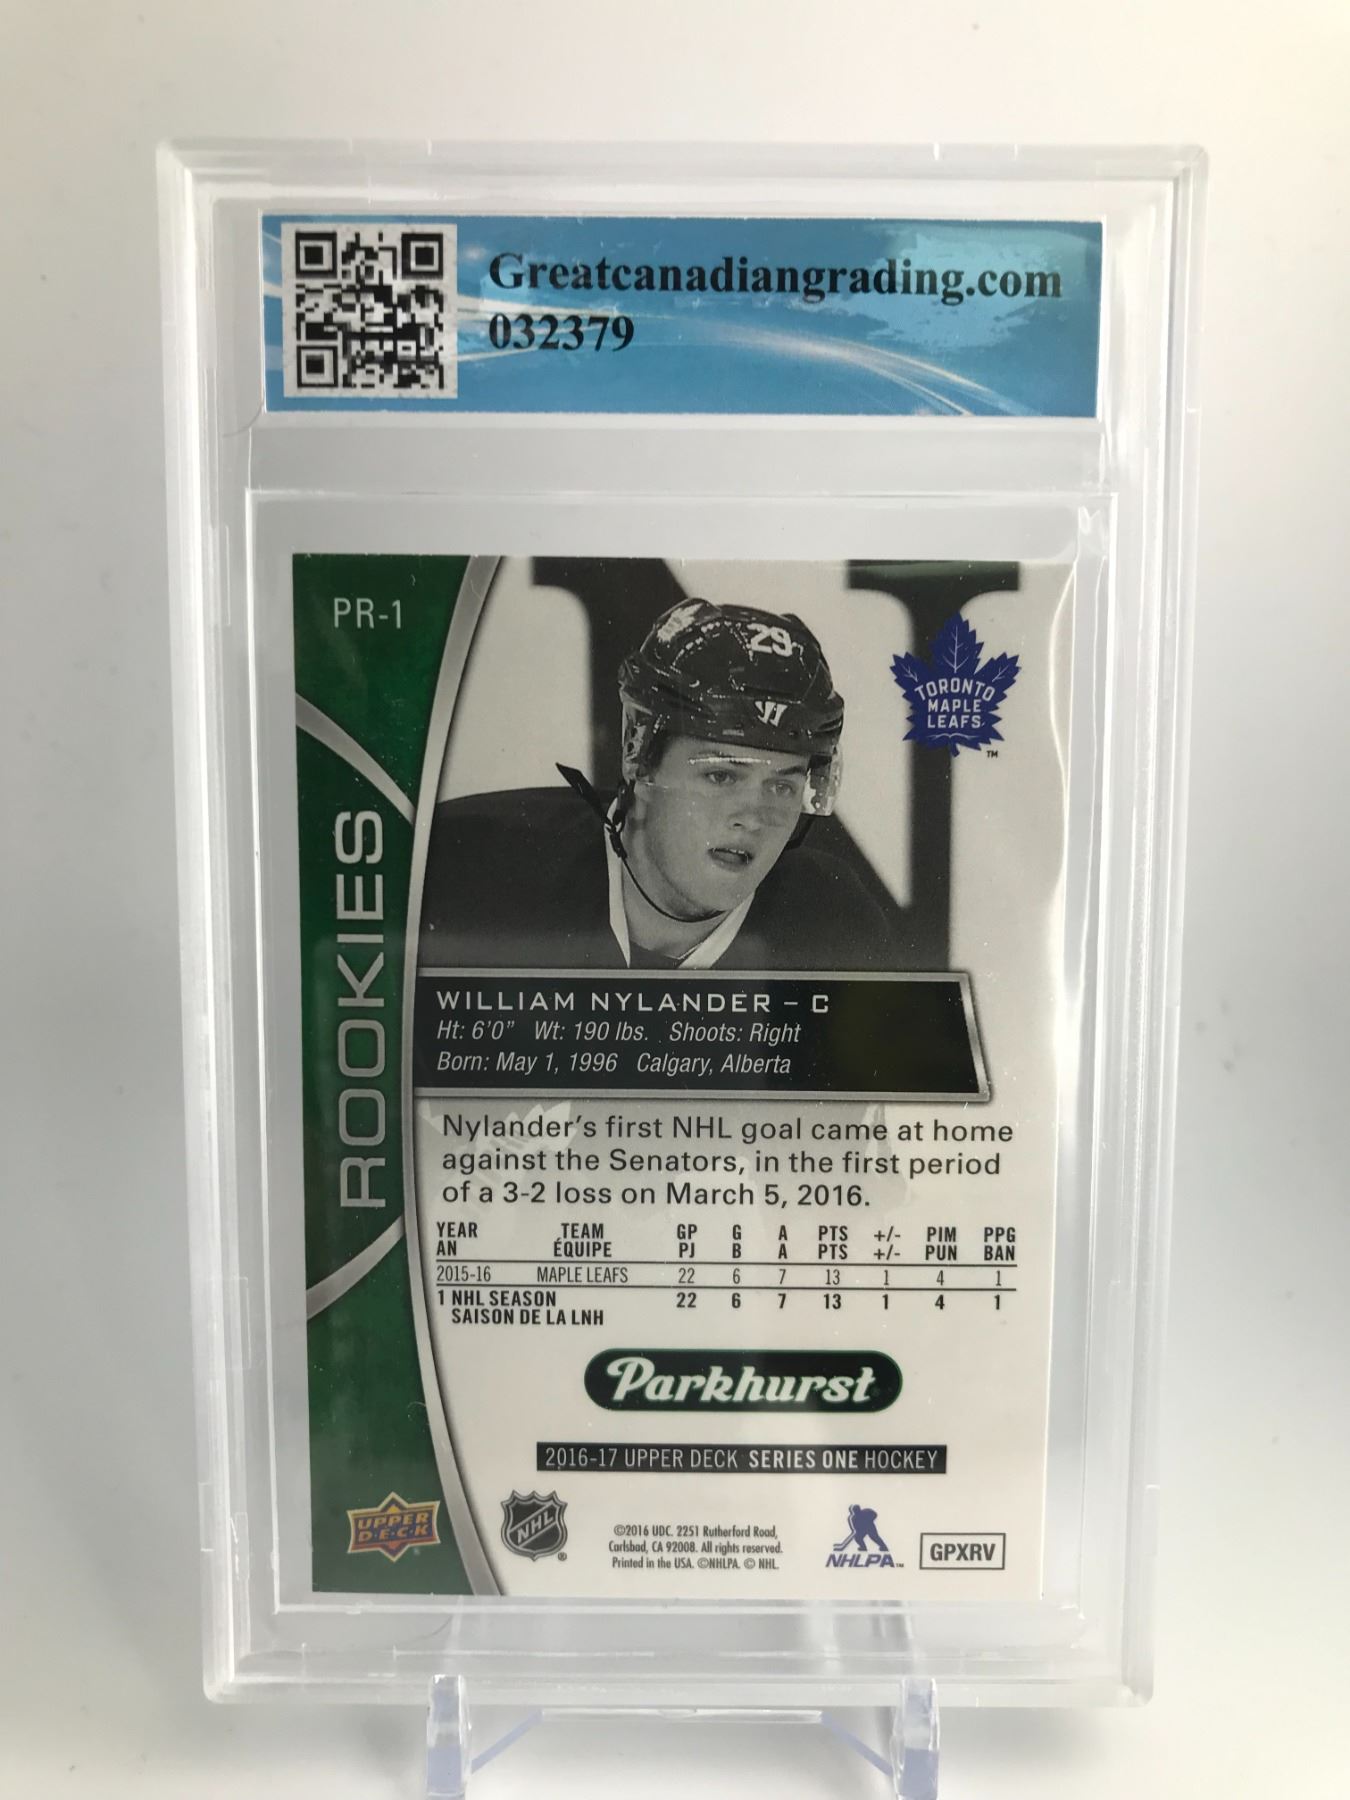 Greatcanadiangrading.com
032379
PR-1
29
TORONTO
MAPLE
LEAFS
TM
ROOKIES
WILLIAM NYLANDER – C
Ht: 6'0" Wt: 190 lbs. Shoots: Right
Born: May 1, 1996 Calgary, Alberta
Nylander's first NHL goal came at home
against the Senators, in the first period
of a 3-2 loss on March 5, 2016.
YEAR TEAM GP G A PTS +/- PIM PPG
AN ÉQUIPE PJ B A PTS +/- PUN BAN
2015-16 MAPLE LEAFS 22 6 7 13 1 4 1
1 NHL SEASON 22 6 7 13 1 4 1
SAISON DE LA LNH
Parkhurst
2016-17 UPPER DECK SERIES ONE HOCKEY
UPPER
D·E·C·K
NHL
®
©2016 UDC. 2251 Rutherford Road,
Carlsbad, CA 92008. All rights reserved.
Printed in the USA. ©NHLPA. © NHL.
NHLPA™
GPXRV